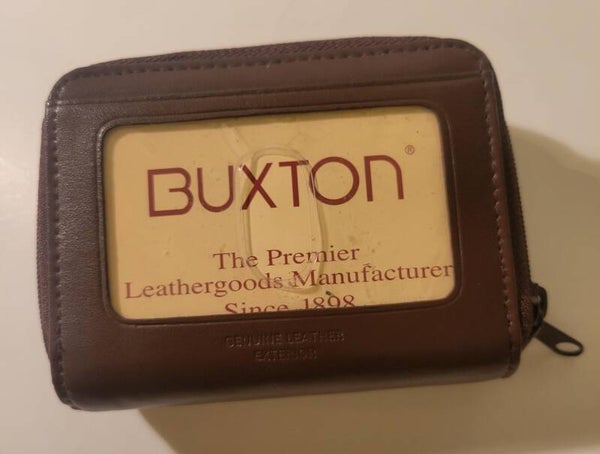 BUXTON®
The Premier
Leathergoods Manufacturer
Since 1898
GENUINE LEATHER
EXTERIOR